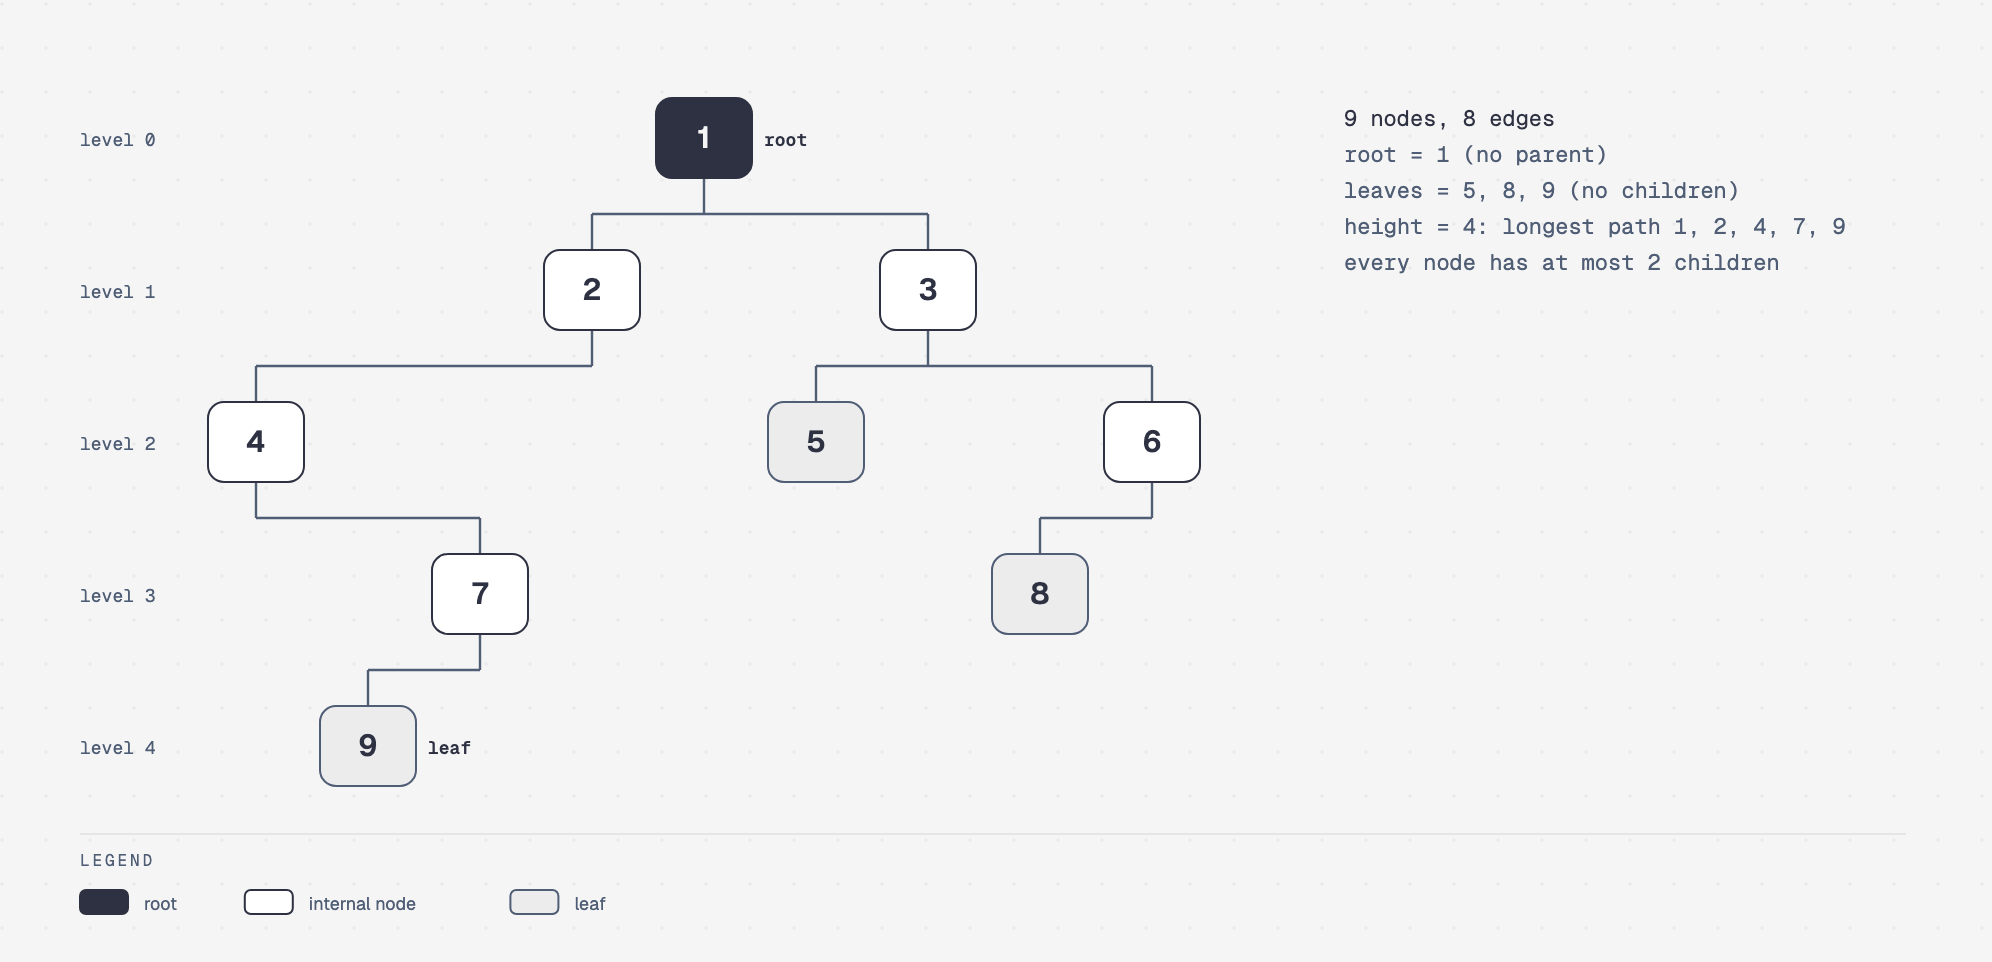 level 0
1
root
level 1
2
3
level 2
4
5
6
level 3
7
8
level 4
9
leaf
9 nodes, 8 edges
root = 1 (no parent)
leaves = 5, 8, 9 (no children)
height = 4: longest path 1, 2, 4, 7, 9
every node has at most 2 children
LEGEND
root
internal node
leaf